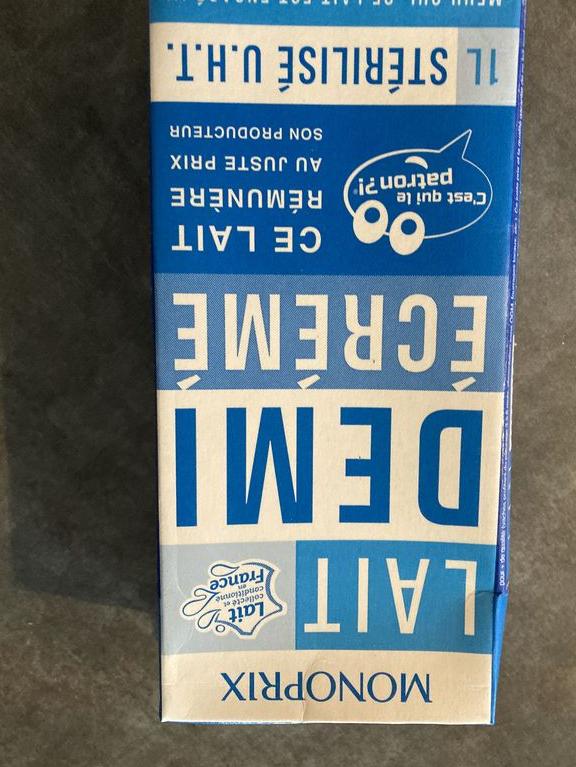 MONOPRIX
LAIT
Lait
collecté et
conditionné
en
France
DEMI
ÉCRÉMÉ
C'est qui le
patron?!
CE LAIT
RÉMUNÈRE
AU JUSTE PRIX
SON PRODUCTEUR
1L STÉRILISÉ U.H.T.